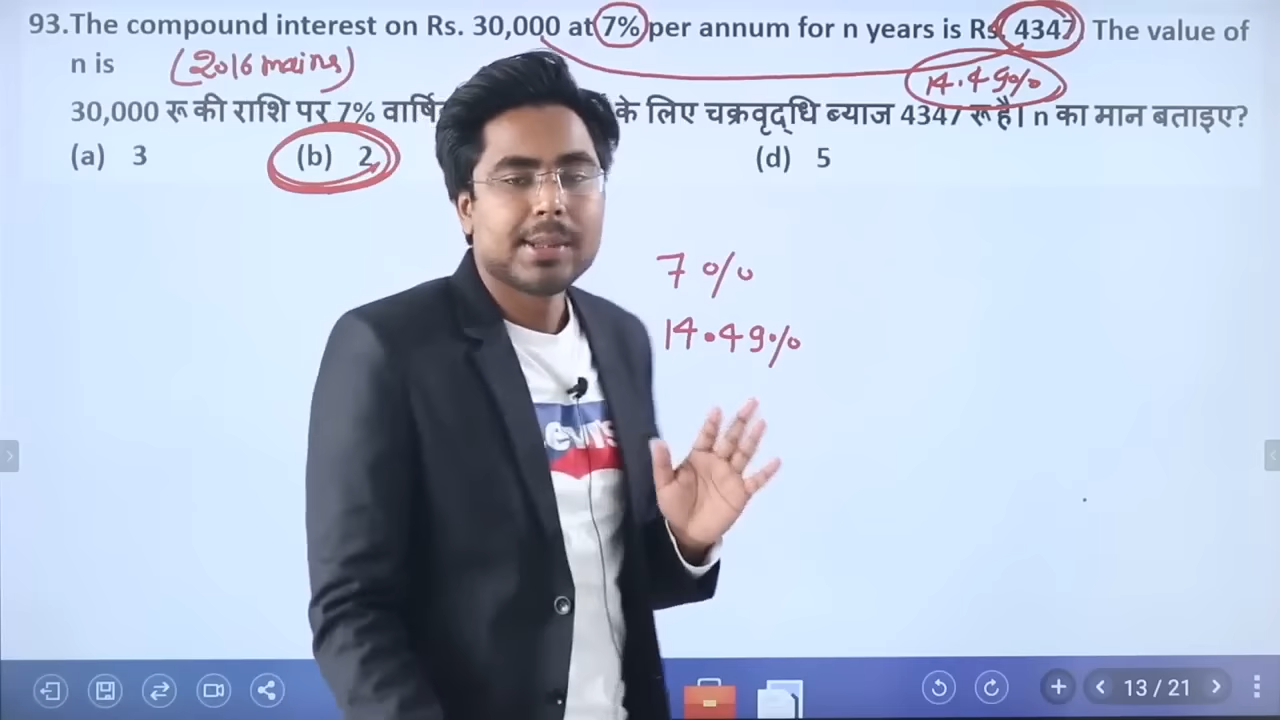 93.The compound interest on Rs. 30,000 at 7% per annum for n years is Rs. 4347 The value of
n is (2016 mains)
14.49%
30,000 रू की राशि पर 7% के लिए चक्रवृद्धि ब्याज 4347 रू है। n का मान बताइए?
(a) 3 (b) 2 (d) 5
7%
14.49%
13 / 21